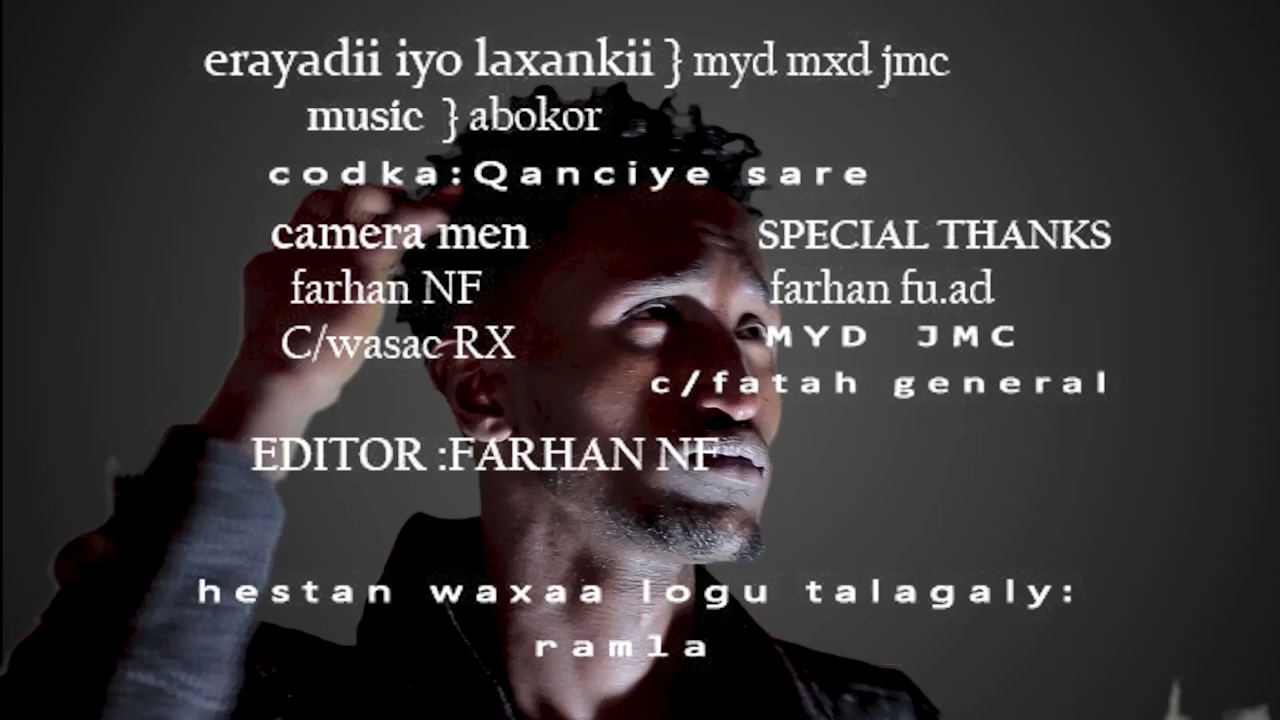 erayadii iyo laxankii } myd mxd jmc
music } abokor
codka:Qanciye sare
camera men
farhan NF
C/wasac RX
SPECIAL THANKS
farhan fu.ad
MYD JMC
c/fatah general
EDITOR :FARHAN NF
hestan waxaa logu talagaly:
ramla